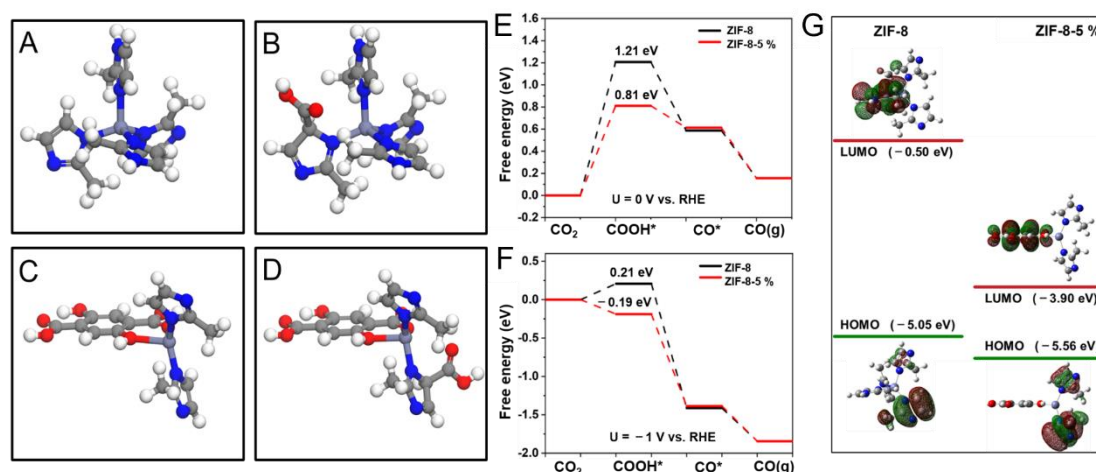 A
B
C
D
E
Free energy (eV)
1.6
1.4
1.2
1.0
0.8
0.6
0.4
0.2
0.0
-0.2
ZIF-8
ZIF-8-5 %
1.21 eV
0.81 eV
U = 0 V vs. RHE
CO₂
COOH*
CO*
CO(g)
F
Free energy (eV)
0.5
0.0
-0.5
-1.0
-1.5
-2.0
ZIF-8
ZIF-8-5 %
0.21 eV
−0.19 eV
U = − 1 V vs. RHE
CO₂
COOH*
CO*
CO(g)
G
ZIF-8
ZIF-8-5 %
LUMO (− 0.50 eV)
LUMO (− 3.90 eV)
HOMO (− 5.05 eV)
HOMO (− 5.56 eV)